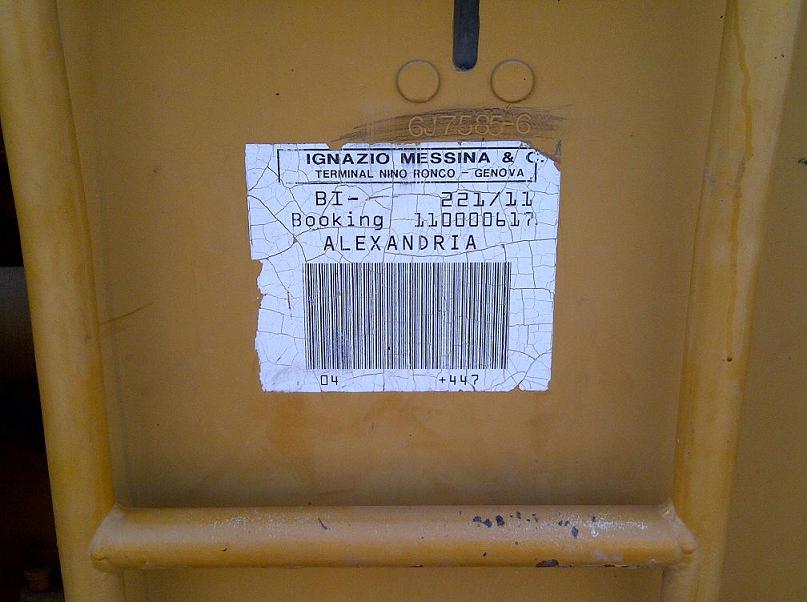 6J7585-6
IGNAZIO MESSINA & C.
TERMINAL NINO RONCO - GENOVA
BI- 221/11
Booking 110000617
ALEXANDRIA
04 +447